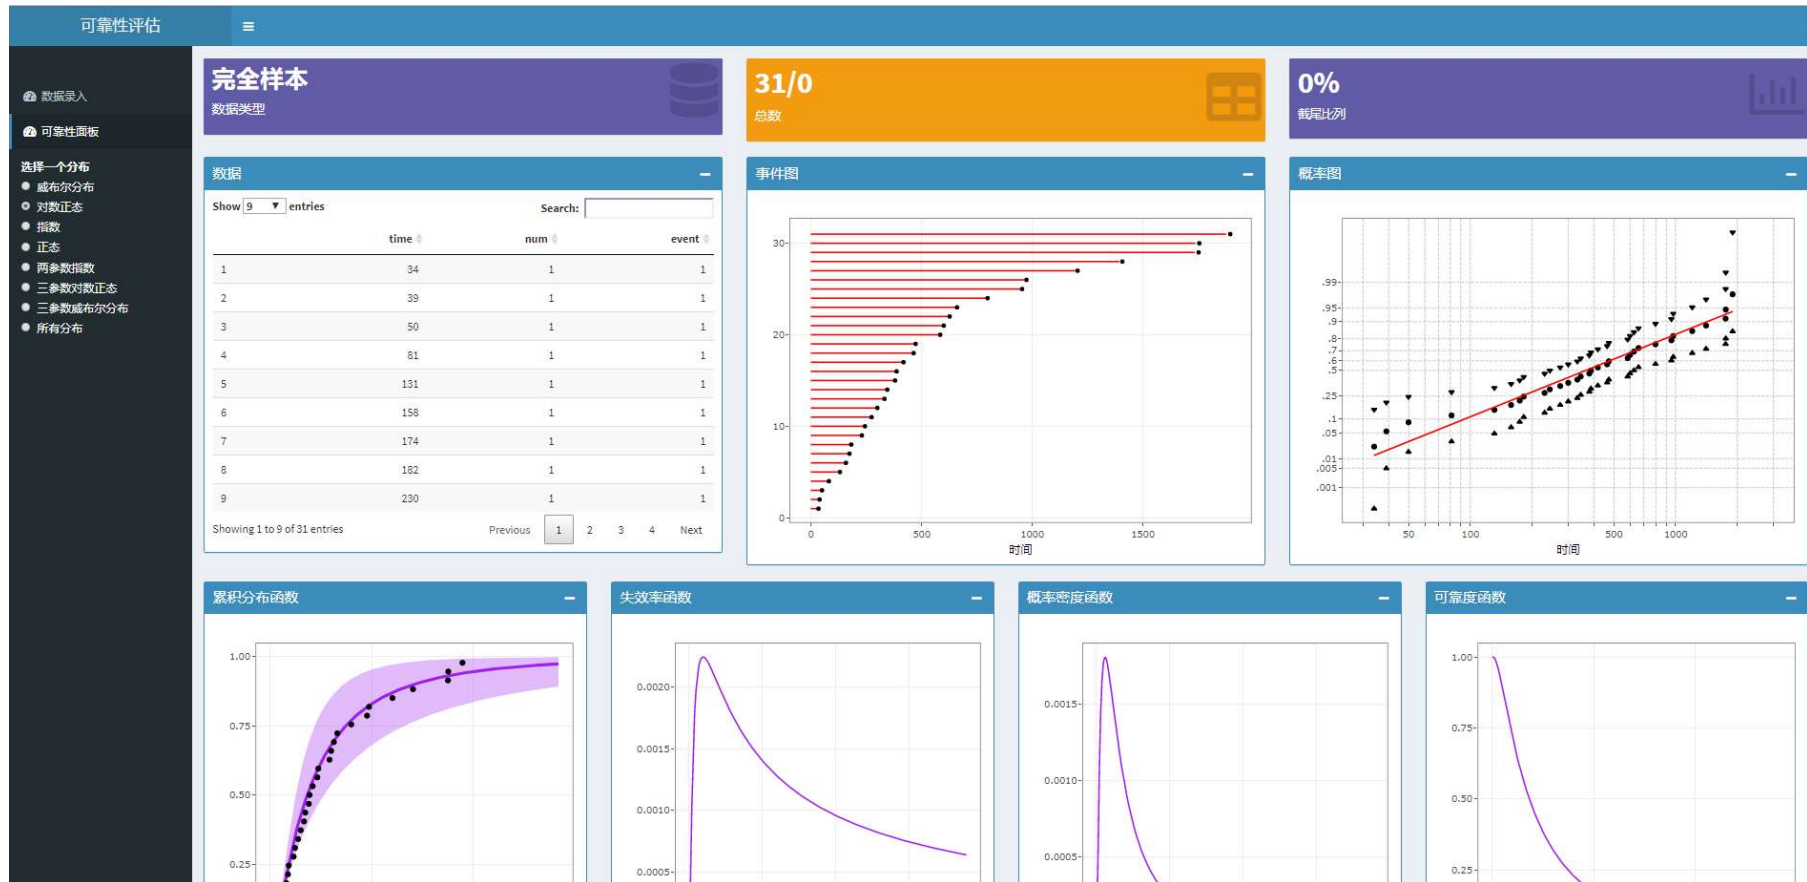 可靠性评估
数据录入
可靠性面板
选择一个分布
威布尔分布
对数正态
指数
正态
两参数指数
三参数对数正态
三参数威布尔分布
所有分布
完全样本
数据类型
31/0
总数
0%
截尾比列
数据
Show 9 entries
Search:
time num event
1 34 1 1
2 39 1 1
3 50 1 1
4 81 1 1
5 131 1 1
6 158 1 1
7 174 1 1
8 182 1 1
9 230 1 1
Showing 1 to 9 of 31 entries
Previous 1 2 3 4 Next
事件图
30
20
10
0
0 500 1000 1500
时间
概率图
.99
.95
.9
.8
.7
.6
.5
.25
.1
.05
.01
.005
.001
50 100 500 1000
时间
累积分布函数
1.00
0.75
0.50
0.25
失效率函数
0.0020
0.0015
0.0010
0.0005
概率密度函数
0.0015
0.0010
0.0005
可靠度函数
1.00
0.75
0.50
0.25